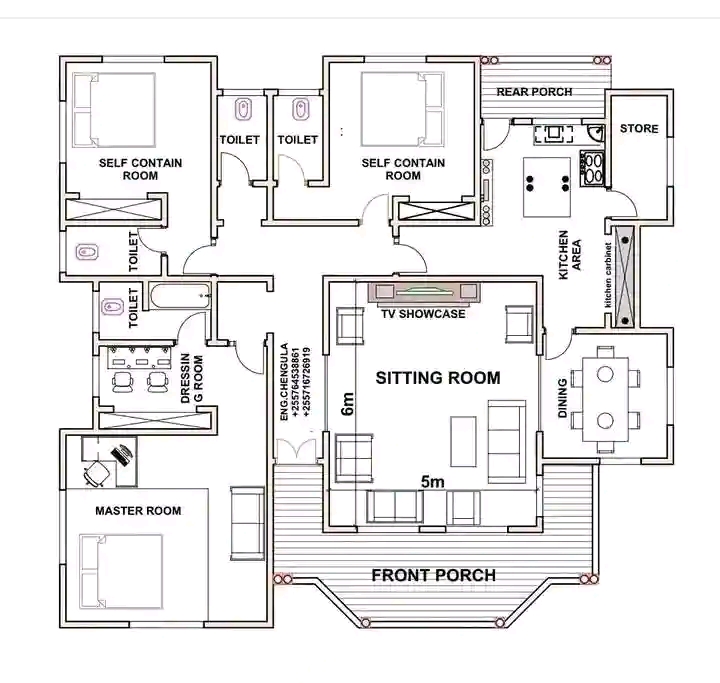 REAR PORCH
STORE
TOILET
TOILET
SELF CONTAIN
ROOM
SELF CONTAIN
ROOM
TOILET
KITCHEN
AREA
kitchen carbinet
TOILET
TV SHOWCASE
DRESSIN
G ROOM
ENG.CHENGULA
+255764538861
+255716726919
SITTING ROOM
6m
DINING
5m
MASTER ROOM
FRONT PORCH